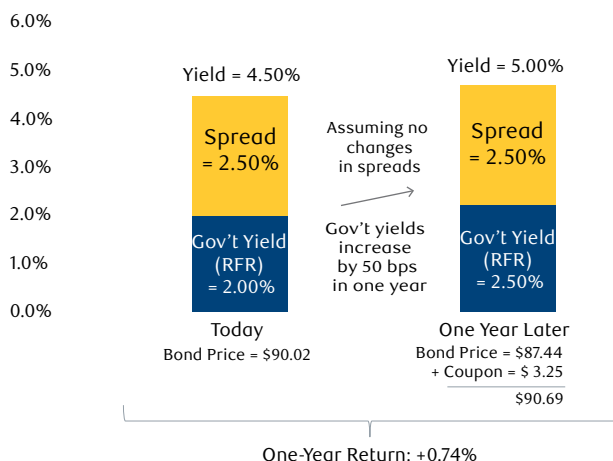 6.0%
5.0%
4.0%
3.0%
2.0%
1.0%
0.0%
Yield = 4.50%
Spread
= 2.50%
Gov’t Yield
(RFR)
= 2.00%
Today
Bond Price = $90.02
Assuming no
changes
in spreads
Gov’t yields
increase
by 50 bps
in one year
Yield = 5.00%
Spread
= 2.50%
Gov’t Yield
(RFR)
= 2.50%
One Year Later
Bond Price = $87.44
+ Coupon = $ 3.25
$90.69
One-Year Return: +0.74%